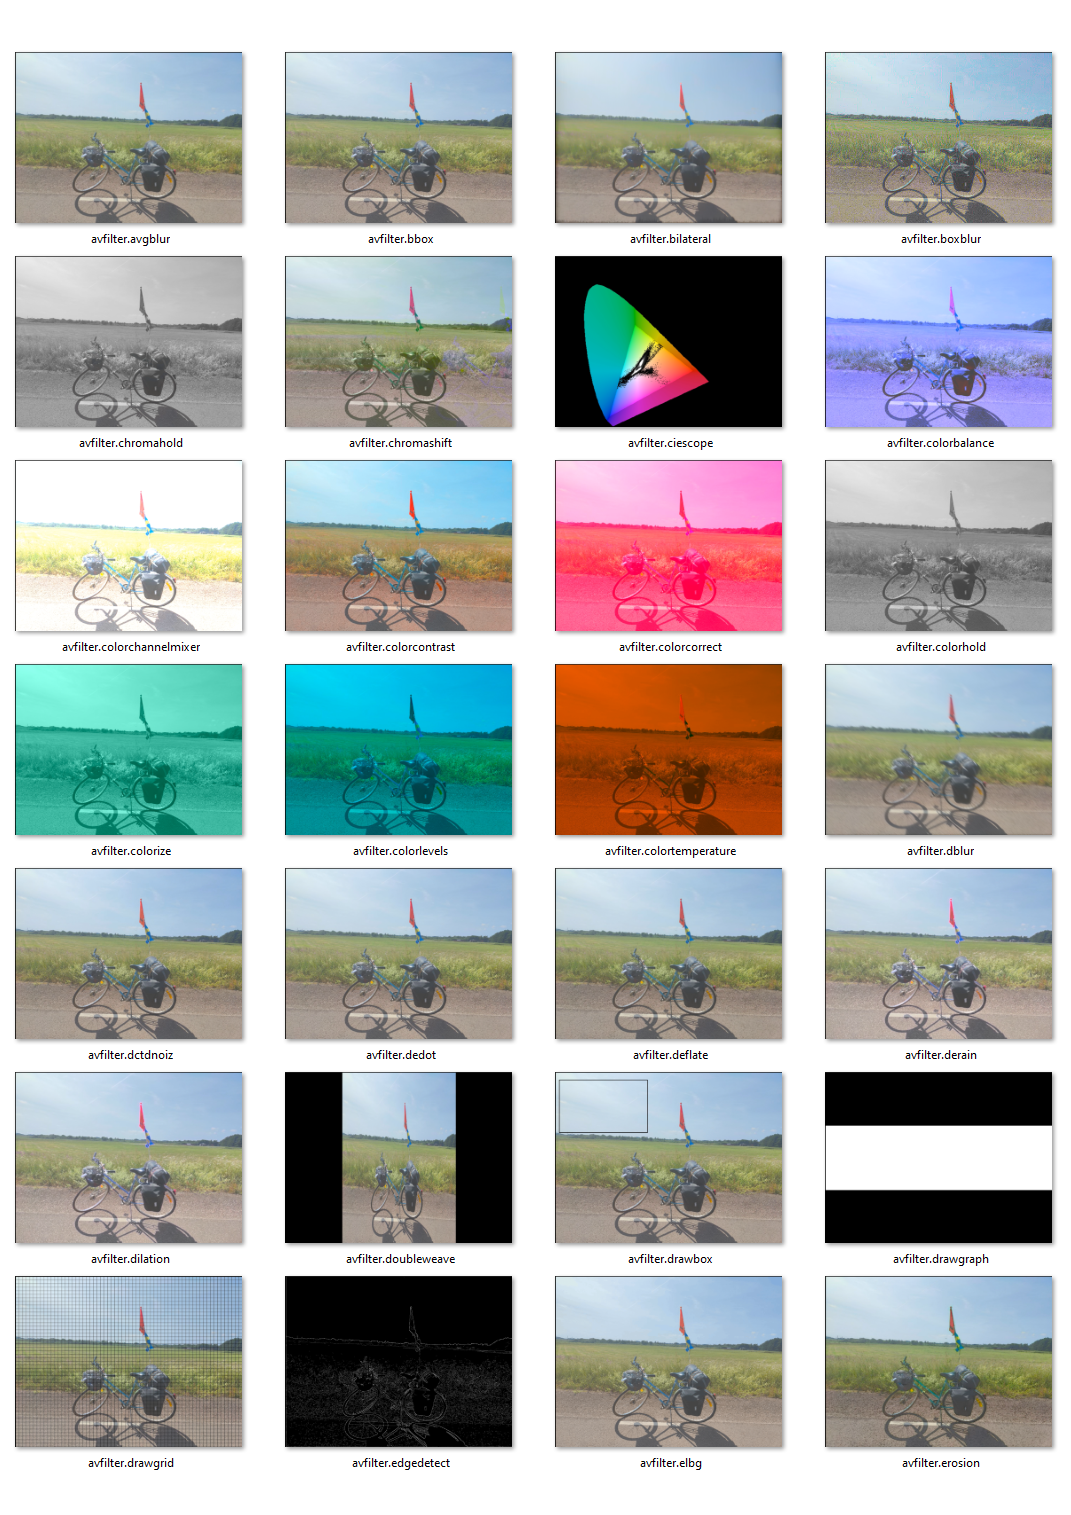 avfilter.avgblur
avfilter.bbox
avfilter.bilateral
avfilter.boxblur
avfilter.chromahold
avfilter.chromashift
avfilter.ciescope
avfilter.colorbalance
avfilter.colorchannelmixer
avfilter.colorcontrast
avfilter.colorcorrect
avfilter.colorhold
avfilter.colorize
avfilter.colorlevels
avfilter.colortemperature
avfilter.dblur
avfilter.dctdnoiz
avfilter.dedot
avfilter.deflate
avfilter.derain
avfilter.dilation
avfilter.doubleweave
avfilter.drawbox
avfilter.drawgraph
avfilter.drawgrid
avfilter.edgedetect
avfilter.elbg
avfilter.erosion